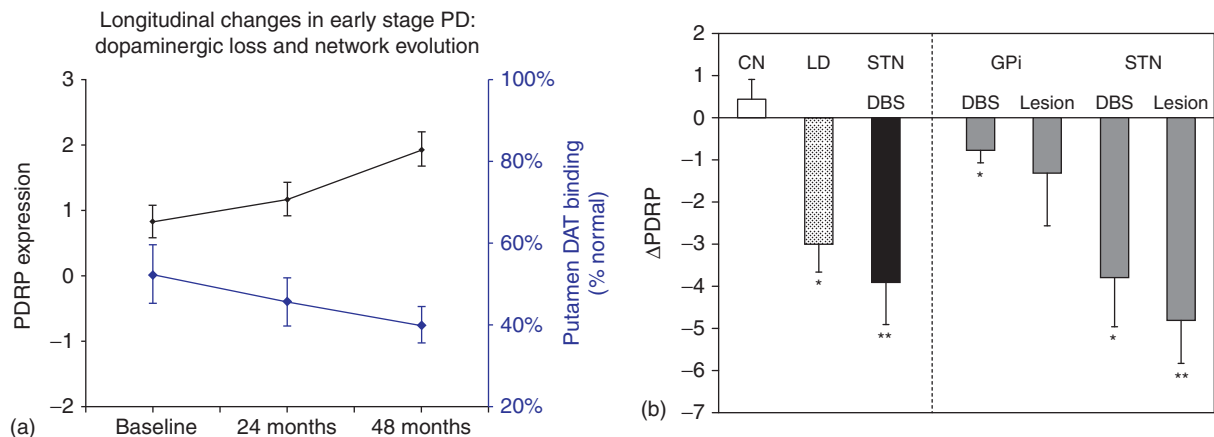 Longitudinal changes in early stage PD:
dopaminergic loss and network evolution
3
2
1
0
−1
−2
PDRP expression
100%
80%
60%
40%
20%
Putamen DAT binding
(% normal)
Baseline 24 months 48 months
(a)
2
1
0
−1
−2
−3
−4
−5
−6
−7
ΔPDRP
CN LD STN GPi STN
DBS DBS Lesion DBS Lesion
*
**
*
*
**
(b)